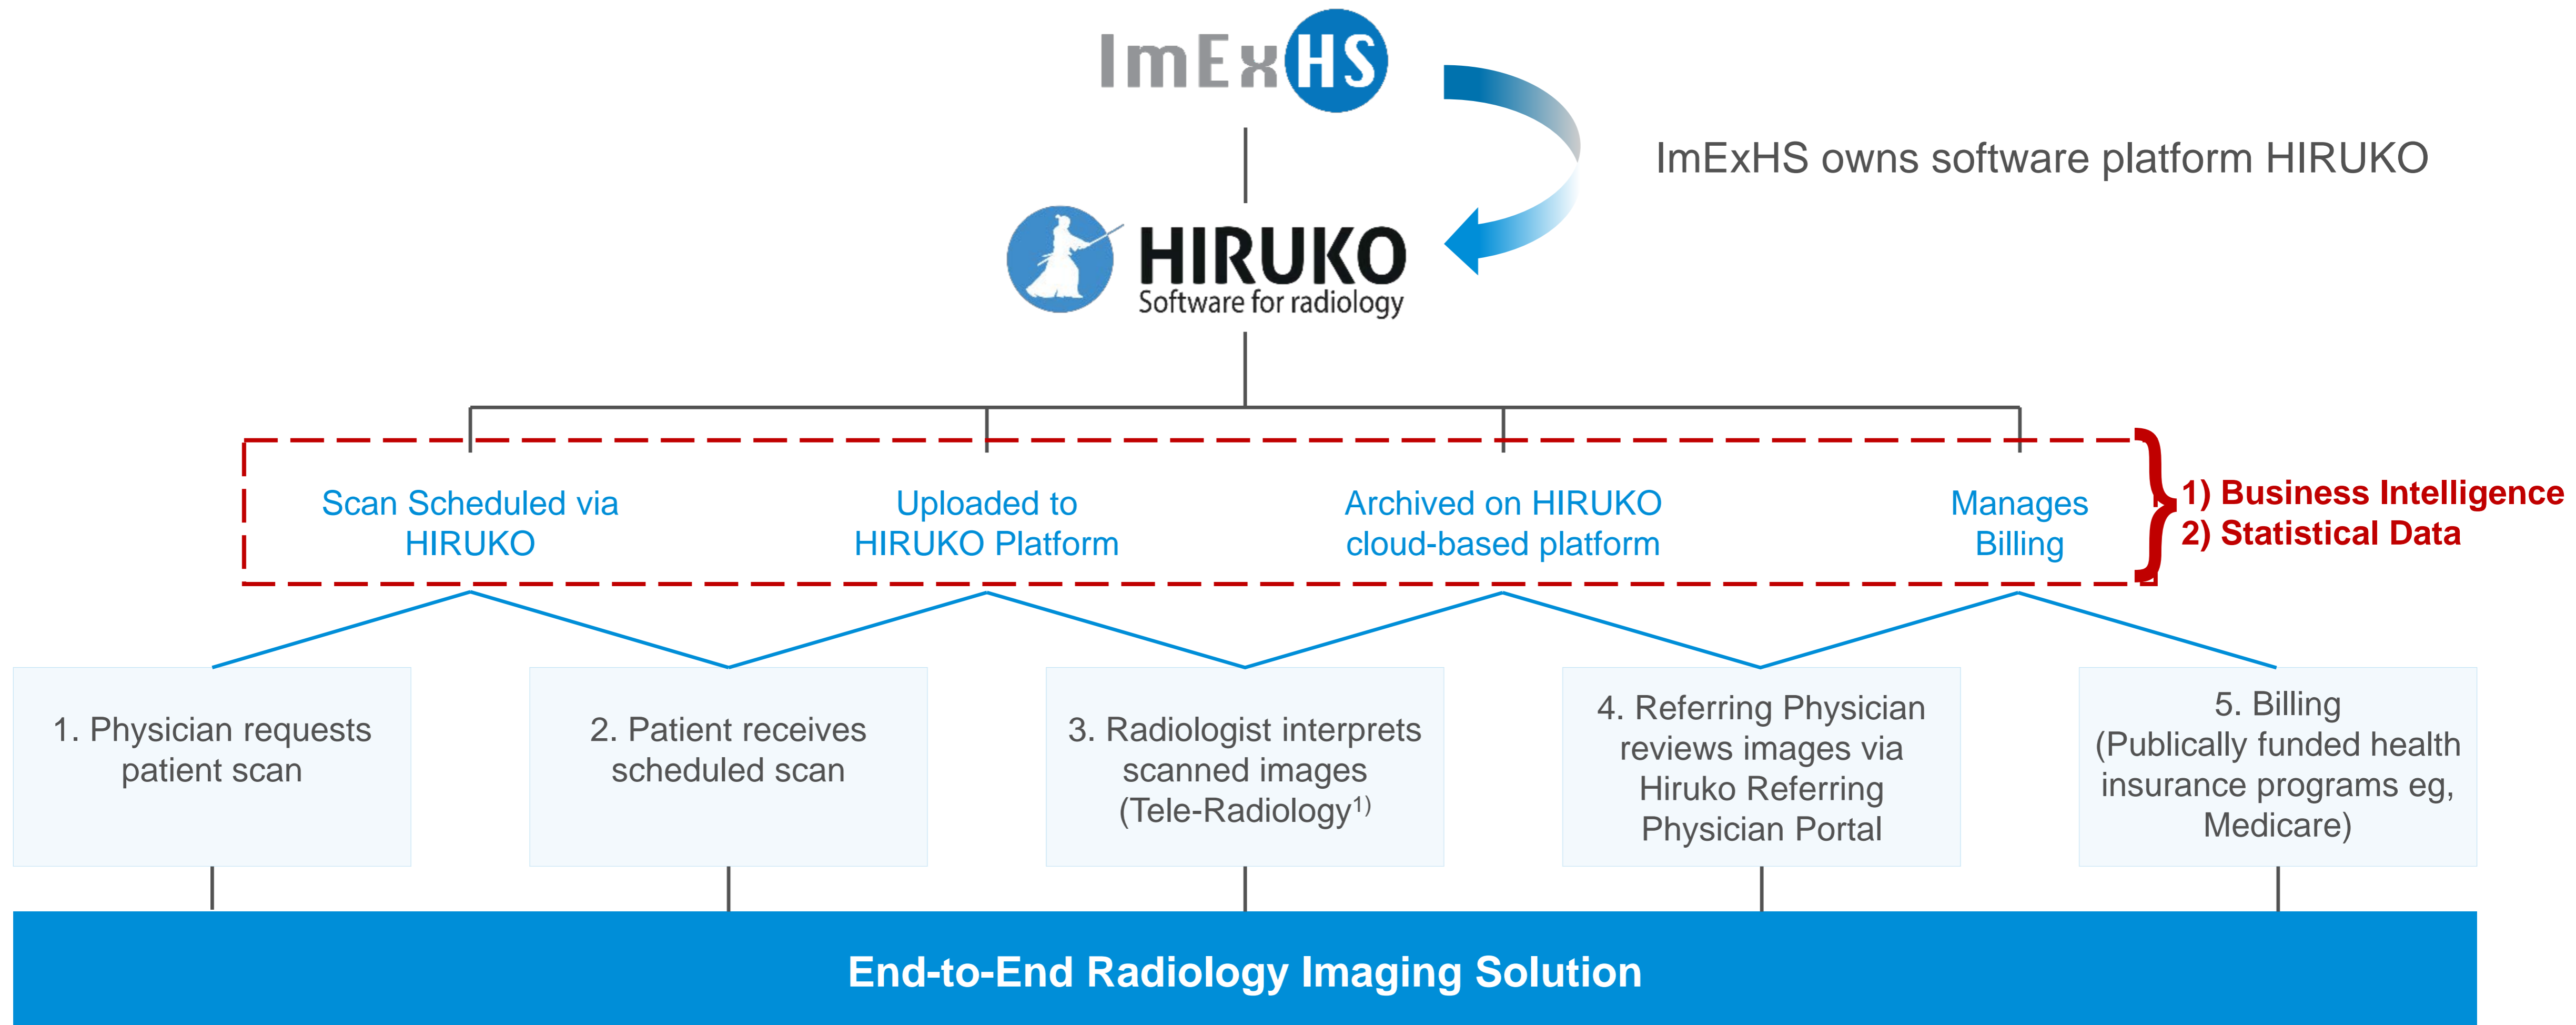 ImExHS
ImExHS owns software platform HIRUKO
HIRUKO
Software for radiology
Scan Scheduled via
HIRUKO
Uploaded to
HIRUKO Platform
Archived on HIRUKO
cloud-based platform
Manages
Billing
1) Business Intelligence
2) Statistical Data
1. Physician requests
patient scan
2. Patient receives
scheduled scan
3. Radiologist interprets
scanned images
(Tele-Radiology1)
4. Referring Physician
reviews images via
Hiruko Referring
Physician Portal
5. Billing
(Publically funded health
insurance programs eg,
Medicare)
End-to-End Radiology Imaging Solution